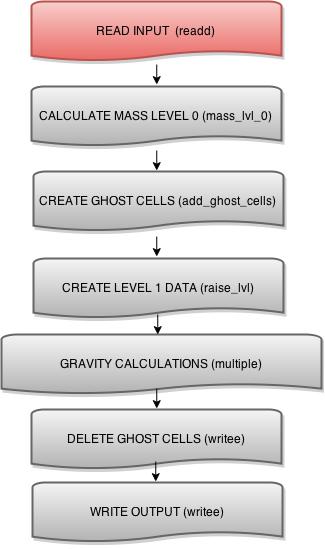 READ INPUT (readd)
CALCULATE MASS LEVEL 0 (mass_lvl_0)
CREATE GHOST CELLS (add_ghost_cells)
CREATE LEVEL 1 DATA (raise_lvl)
GRAVITY CALCULATIONS (multiple)
DELETE GHOST CELLS (writee)
WRITE OUTPUT (writee)